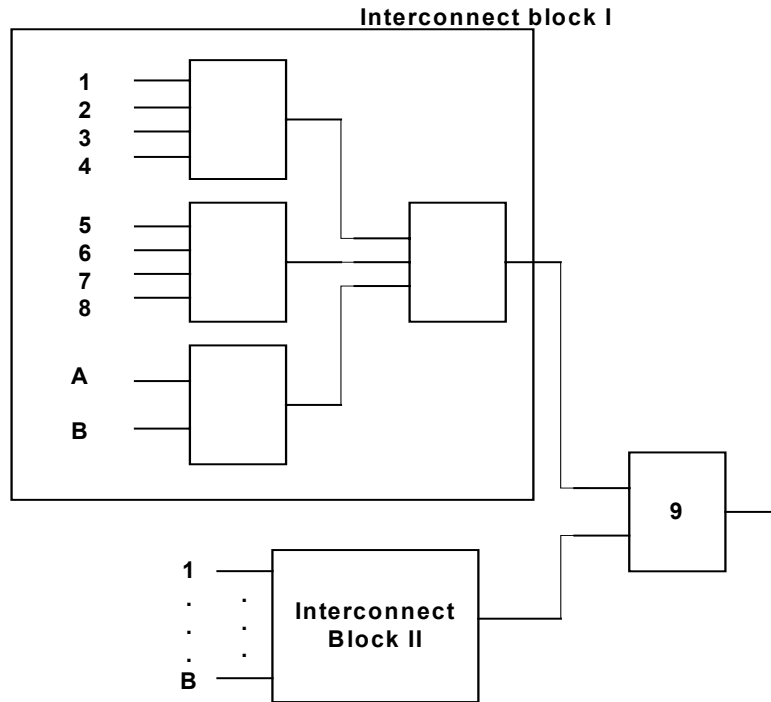 Interconnect block I
1
2
3
4
5
6
7
8
A
B
9
1
.
.
.
.
.
.
B
Interconnect
Block II